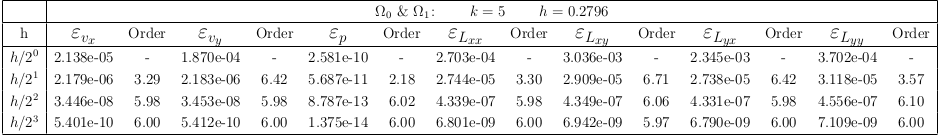 Ω₀ & Ω₁: k = 5 h = 0.2796
h ε_{v_x} Order ε_{v_y} Order ε_p Order ε_{L_{xx}} Order ε_{L_{xy}} Order ε_{L_{yx}} Order ε_{L_{yy}} Order
h/2⁰ 2.138e-05 - 1.870e-04 - 2.581e-10 - 2.703e-04 - 3.036e-03 - 2.345e-03 - 3.702e-04 -
h/2¹ 2.179e-06 3.29 2.183e-06 6.42 5.687e-11 2.18 2.744e-05 3.30 2.909e-05 6.71 2.738e-05 6.42 3.118e-05 3.57
h/2² 3.446e-08 5.98 3.453e-08 5.98 8.787e-13 6.02 4.339e-07 5.98 4.349e-07 6.06 4.331e-07 5.98 4.556e-07 6.10
h/2³ 5.401e-10 6.00 5.412e-10 6.00 1.375e-14 6.00 6.801e-09 6.00 6.942e-09 5.97 6.790e-09 6.00 7.109e-09 6.00